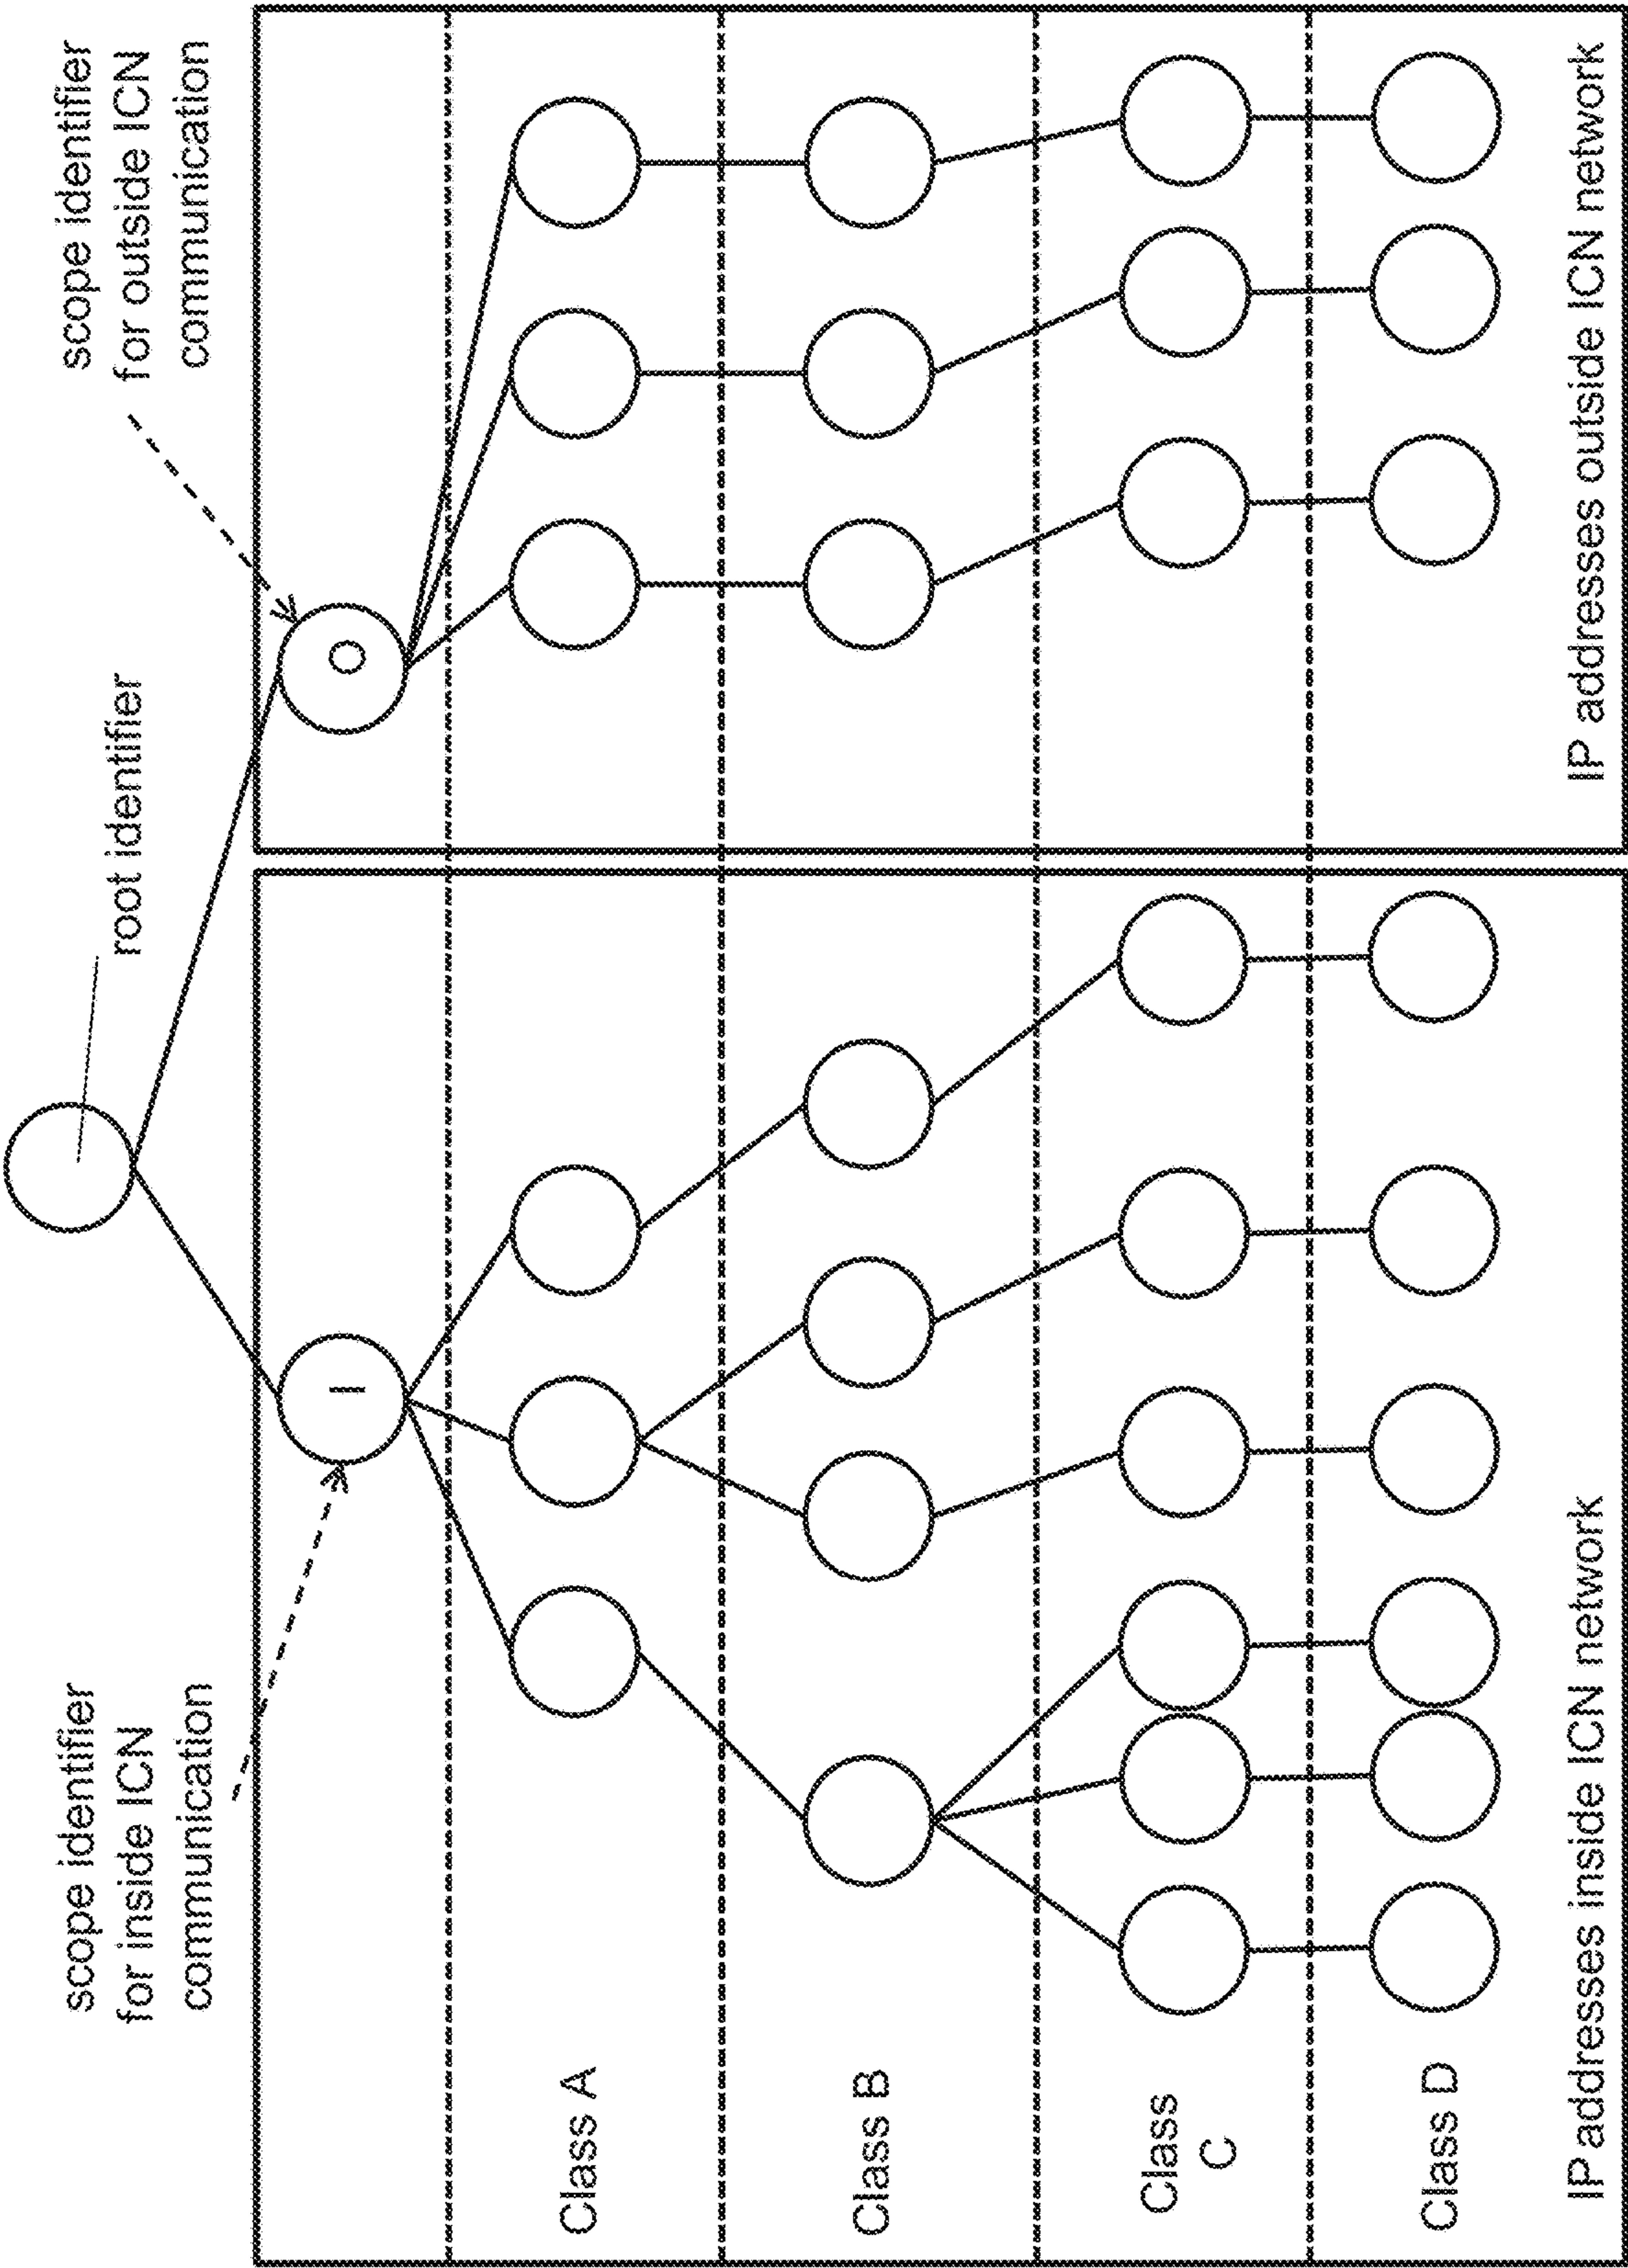 root identifier
scope identifier
for inside ICN
communication
scope identifier
for outside ICN
communication
I
O
Class A
Class B
Class
C
Class D
IP addresses inside ICN network
IP addresses outside ICN network